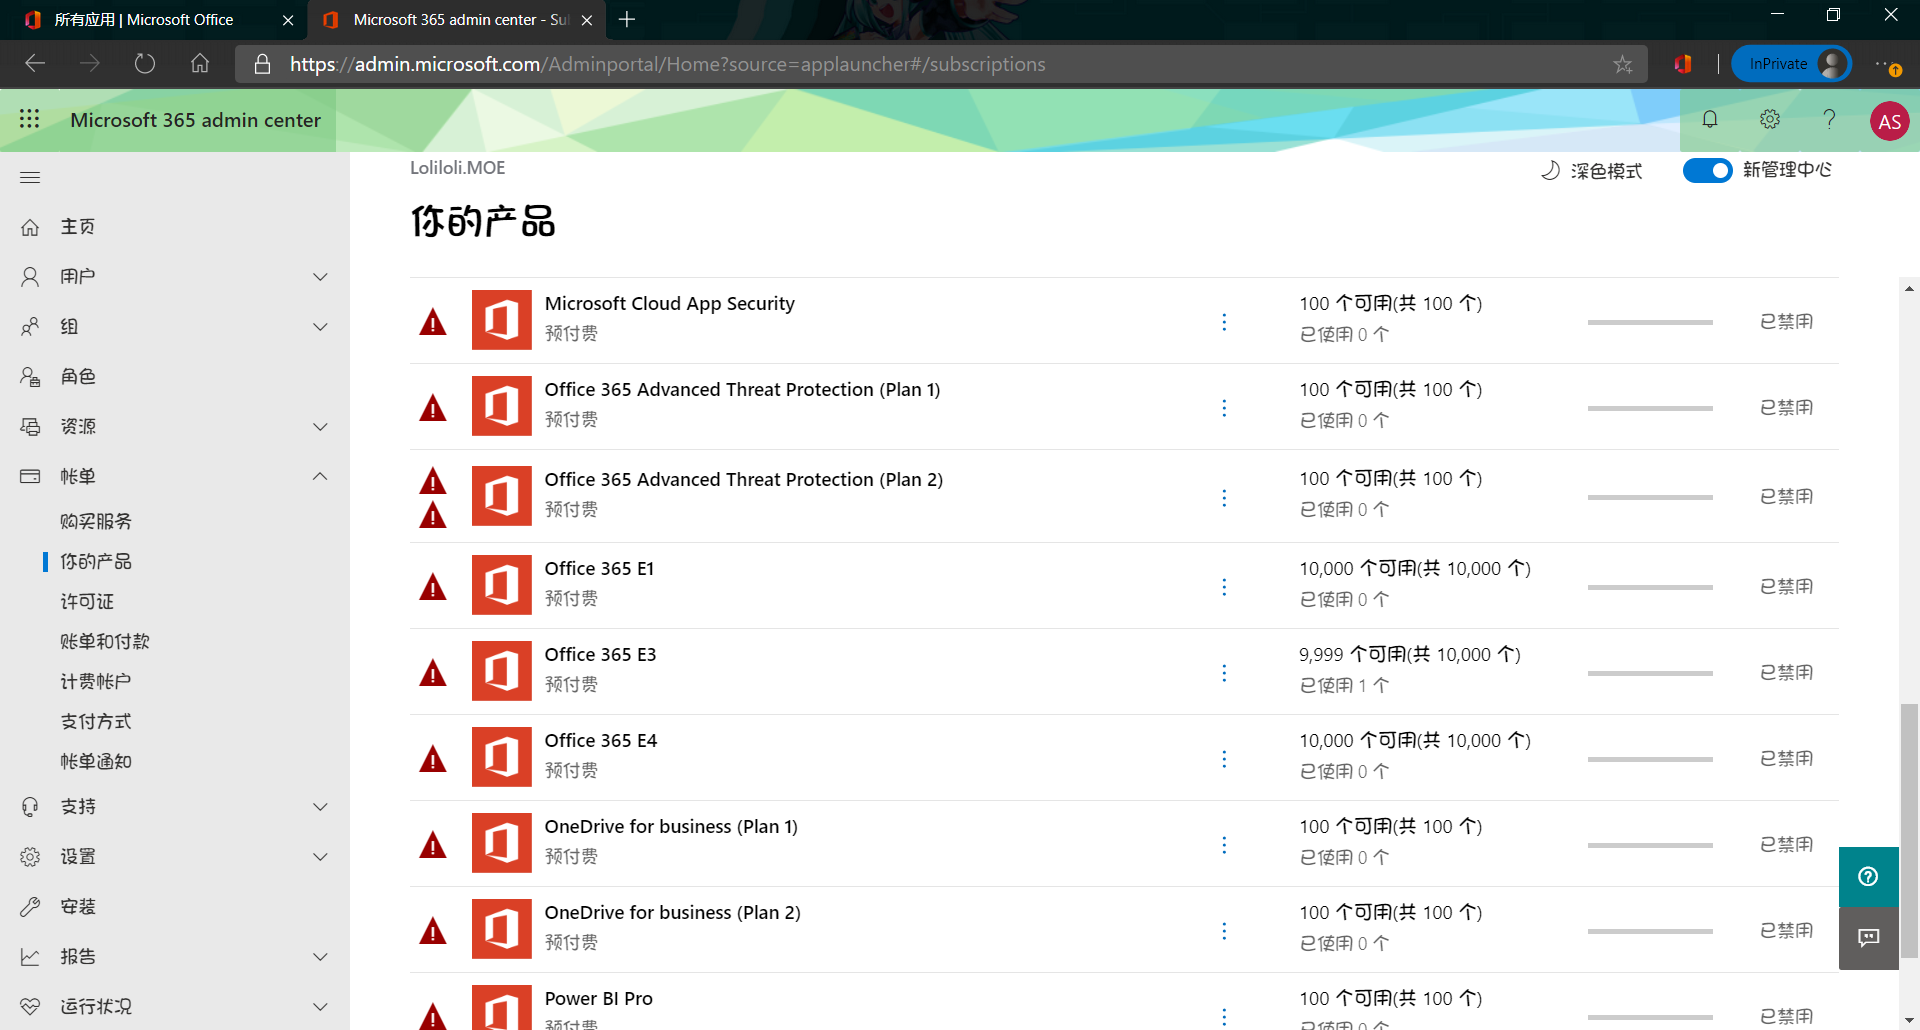 所有应用 | Microsoft Office
Microsoft 365 admin center - Su
https://admin.microsoft.com/Adminportal/Home?source=applauncher#/subscriptions
InPrivate
Microsoft 365 admin center
AS
Loliloli.MOE
深色模式
新管理中心
你的产品
主页
用户
组
角色
资源
帐单
购买服务
你的产品
许可证
账单和付款
计费帐户
支付方式
帐单通知
支持
设置
安装
报告
运行状况
Microsoft Cloud App Security
预付费
100 个可用(共 100 个)
已使用 0 个
已禁用
Office 365 Advanced Threat Protection (Plan 1)
预付费
100 个可用(共 100 个)
已使用 0 个
已禁用
Office 365 Advanced Threat Protection (Plan 2)
预付费
100 个可用(共 100 个)
已使用 0 个
已禁用
Office 365 E1
预付费
10,000 个可用(共 10,000 个)
已使用 0 个
已禁用
Office 365 E3
预付费
9,999 个可用(共 10,000 个)
已使用 1 个
已禁用
Office 365 E4
预付费
10,000 个可用(共 10,000 个)
已使用 0 个
已禁用
OneDrive for business (Plan 1)
预付费
100 个可用(共 100 个)
已使用 0 个
已禁用
OneDrive for business (Plan 2)
预付费
100 个可用(共 100 个)
已使用 0 个
已禁用
Power BI Pro
预付费
100 个可用(共 100 个)
已使用 0 个
已禁用